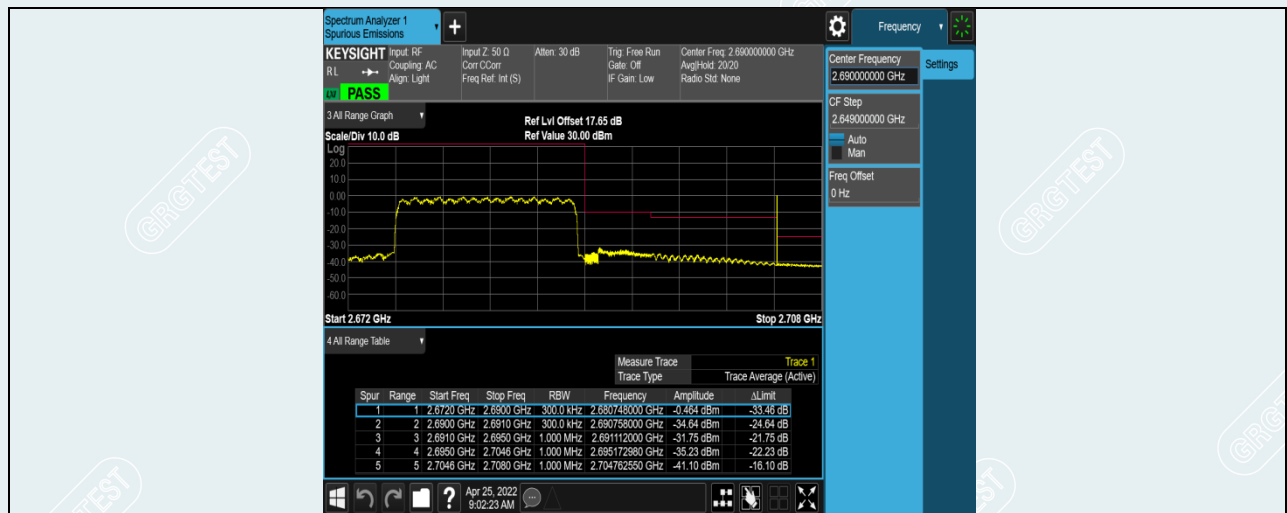 Spectrum Analyzer 1
Spurious Emissions
Frequency
KEYSIGHT Input: RF Input Z: 50 Ω Atten: 30 dB Trig: Free Run Center Freq: 2.690000000 GHz
RL Coupling: AC Corr CCorr Gate: Off Avg|Hold: 20/20
Align: Light Freq Ref: Int (S) IF Gain: Low Radio Std: None
LXI PASS
Center Frequency
2.690000000 GHz
Settings
CF Step
2.649000000 GHz
Auto
Man
Freq Offset
0 Hz
3 All Range Graph
Ref Lvl Offset 17.65 dB
Scale/Div 10.0 dB Ref Value 30.00 dBm
Log
20.0
10.0
0.00
-10.0
-20.0
-30.0
-40.0
-50.0
-60.0
Start 2.672 GHz Stop 2.708 GHz
4 All Range Table
Measure Trace Trace 1
Trace Type Trace Average (Active)
Spur Range Start Freq Stop Freq RBW Frequency Amplitude ΔLimit
1 1 2.6720 GHz 2.6900 GHz 300.0 kHz 2.680748000 GHz -0.464 dBm -33.46 dB
2 2 2.6900 GHz 2.6910 GHz 300.0 kHz 2.690758000 GHz -34.64 dBm -24.64 dB
3 3 2.6910 GHz 2.6950 GHz 1.000 MHz 2.691112000 GHz -31.75 dBm -21.75 dB
4 4 2.6950 GHz 2.7046 GHz 1.000 MHz 2.695172980 GHz -35.23 dBm -22.23 dB
5 5 2.7046 GHz 2.7080 GHz 1.000 MHz 2.704762550 GHz -41.10 dBm -16.10 dB
Apr 25, 2022
9:02:23 AM
GRGTEST
GRGTEST
GRGTEST
GRGTEST